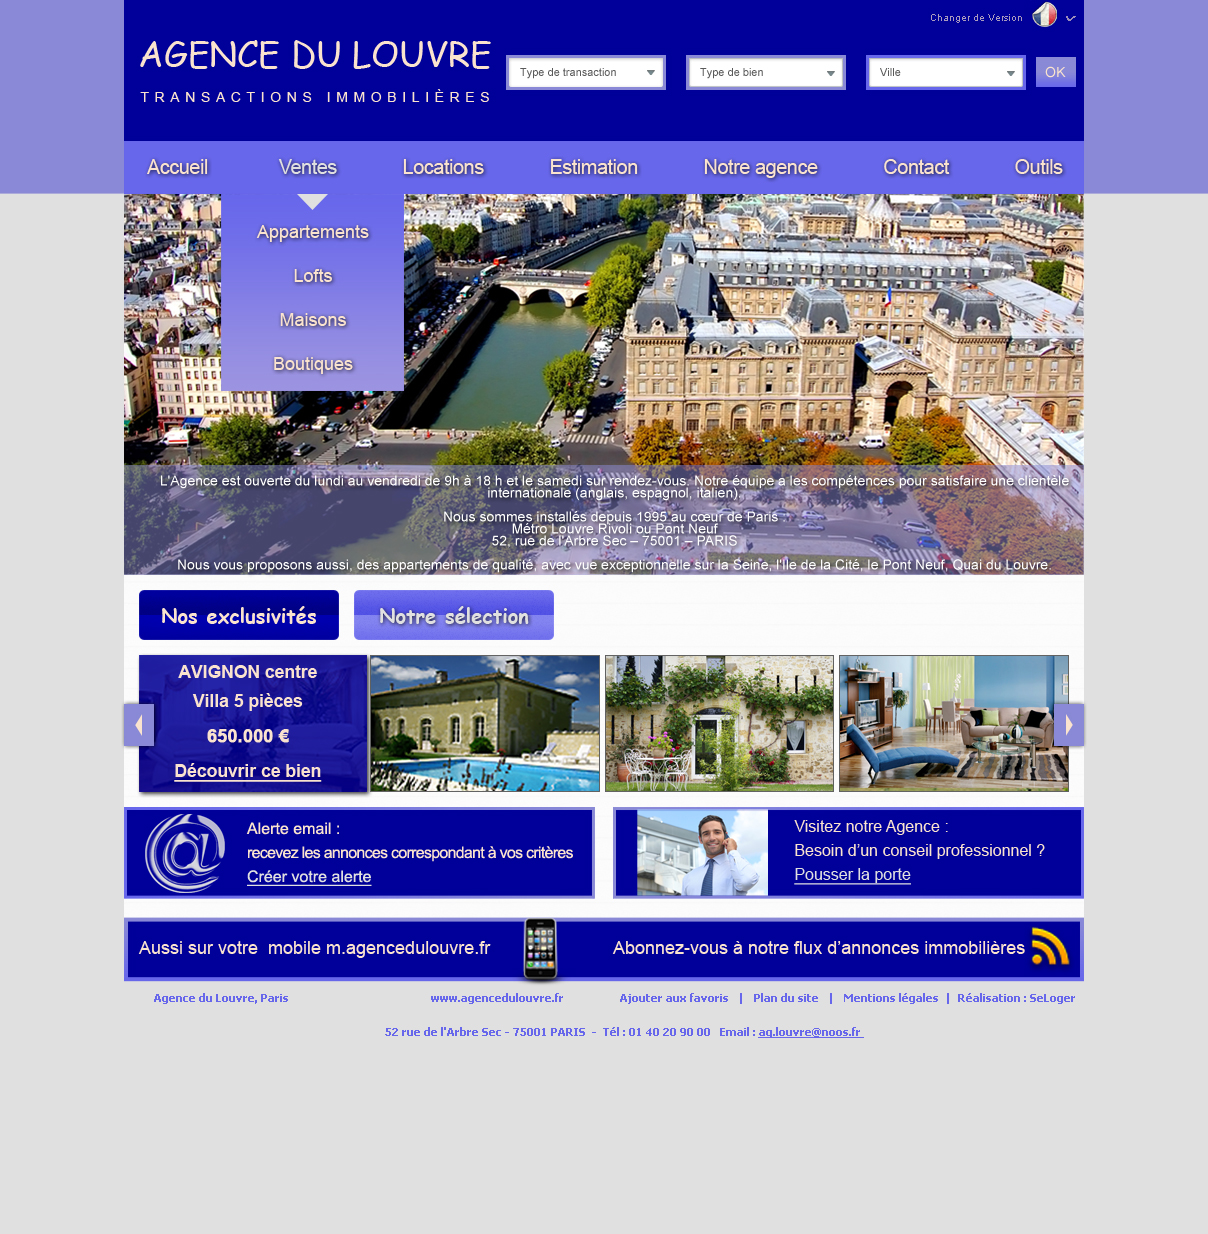 Changer de Version
AGENCE DU LOUVRE
TRANSACTIONS IMMOBILIÈRES
Type de transaction
Type de bien
Ville
OK
Accueil
Ventes
Locations
Estimation
Notre agence
Contact
Outils
Appartements
Lofts
Maisons
Boutiques
L'Agence est ouverte du lundi au vendredi de 9h à 18 h et le samedi sur rendez-vous. Notre équipe a les compétences pour satisfaire une clientèle
internationale (anglais, espagnol, italien).
Nous sommes installés depuis 1995 au cœur de Paris :
Métro Louvre Rivoli ou Pont Neuf
52, rue de l'Arbre Sec – 75001 – PARIS
Nous vous proposons aussi, des appartements de qualité, avec vue exceptionnelle sur la Seine, l'Ile de la Cité, le Pont Neuf, Quai du Louvre.
Nos exclusivités
Notre sélection
AVIGNON centre
Villa 5 pièces
650.000 €
Découvrir ce bien
Alerte email :
recevez les annonces correspondant à vos critères
Créer votre alerte
Visitez notre Agence :
Besoin d'un conseil professionnel ?
Pousser la porte
Aussi sur votre mobile m.agencedulouvre.fr
Abonnez-vous à notre flux d'annonces immobilières
Agence du Louvre, Paris
www.agencedulouvre.fr
Ajouter aux favoris | Plan du site | Mentions légales | Réalisation : SeLoger
52 rue de l'Arbre Sec - 75001 PARIS - Tél : 01 40 20 90 00 Email : ag.louvre@noos.fr